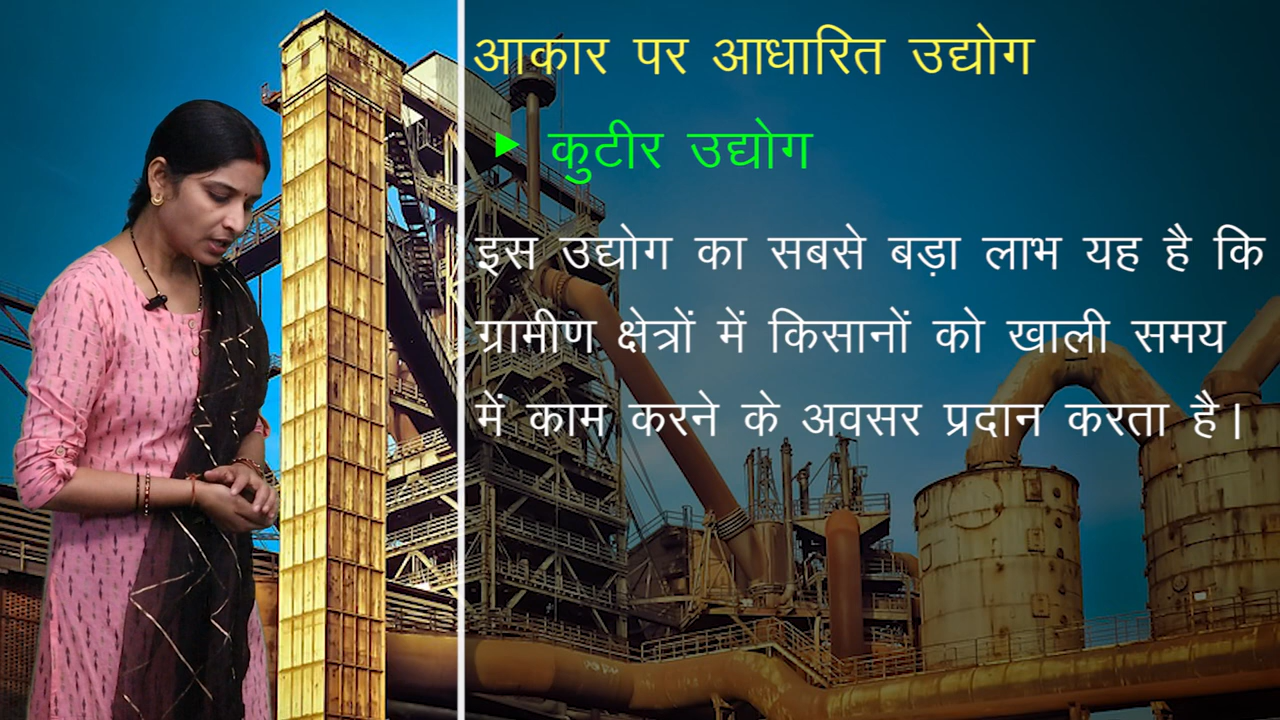 आकार पर आधारित उद्योग
कुटीर उद्योग
इस उद्योग का सबसे बड़ा लाभ यह है कि
ग्रामीण क्षेत्रों में किसानों को खाली समय
में काम करने के अवसर प्रदान करता है|